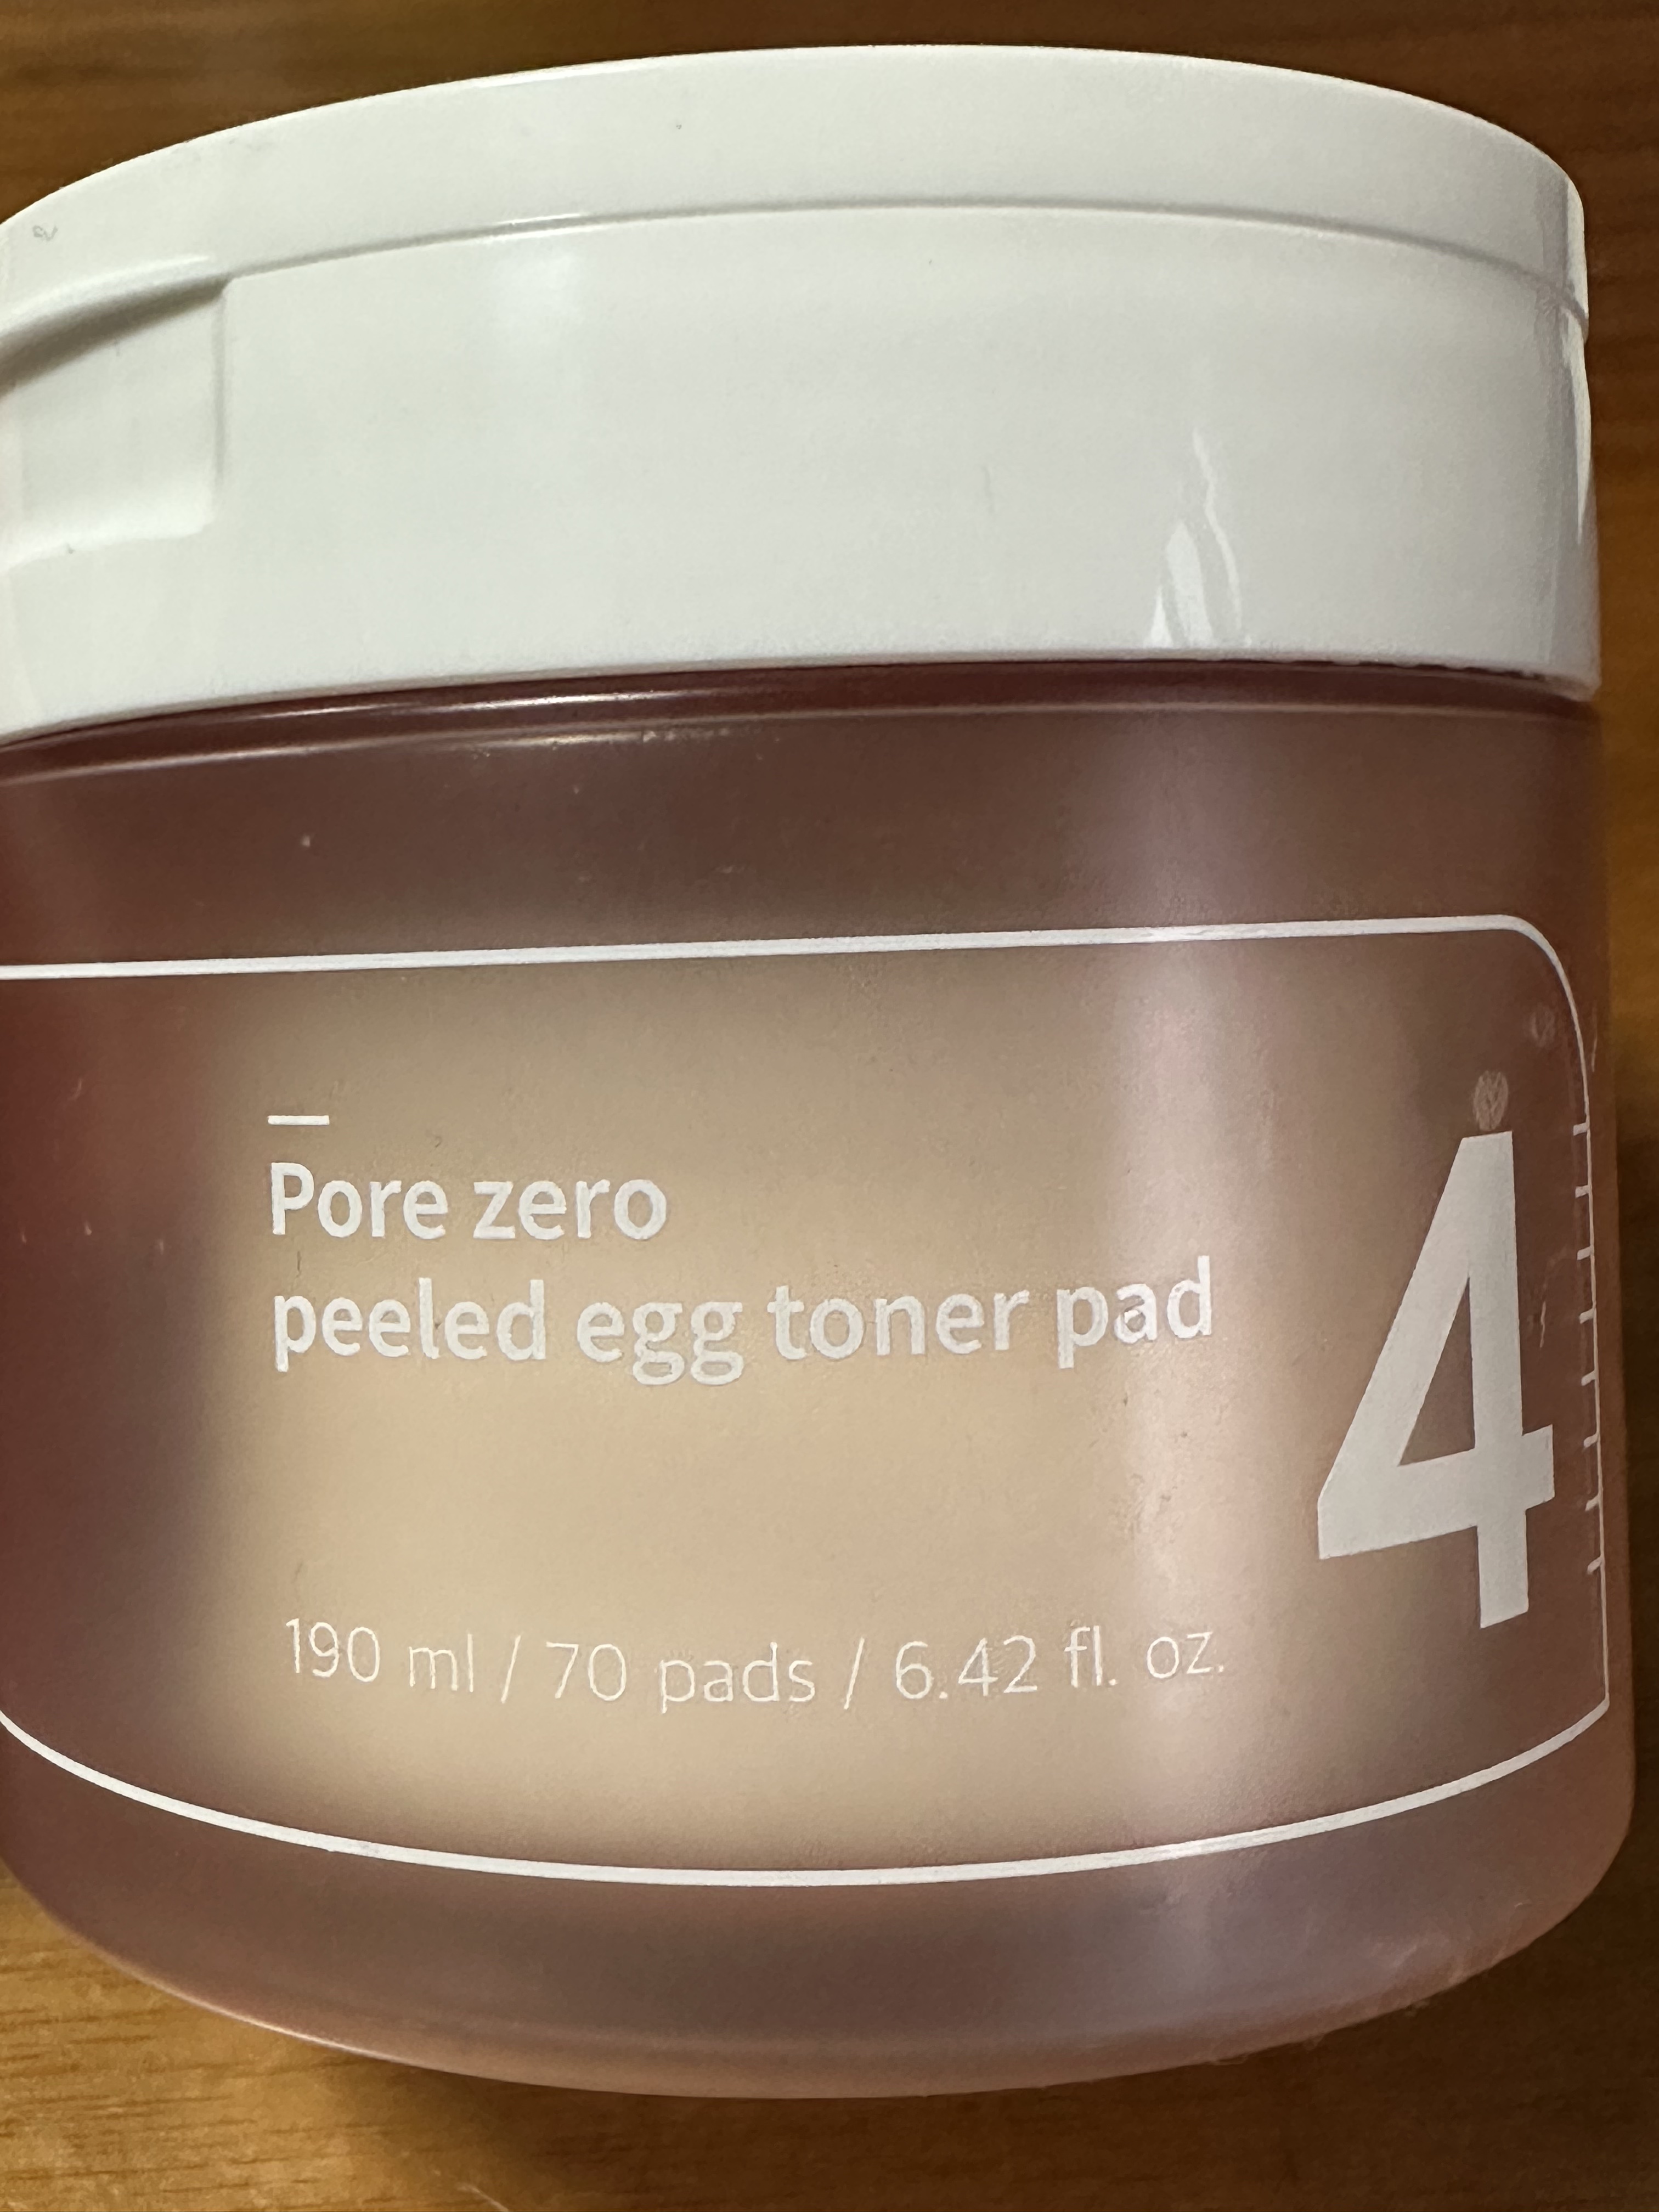 Pore zero
peeled egg toner pad
4
190 ml / 70 pads / 6.42 fl. oz.